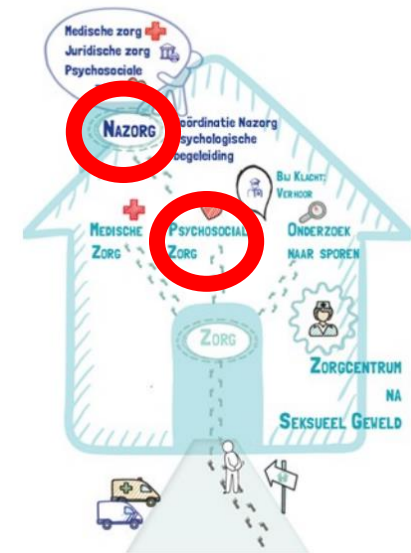 Medische zorg
Juridische zorg
Psychosociale
NAZORG
Coördinatie Nazorg
Psychologische
begeleiding
BIJ KLACHT:
VERHOOR
MEDISCHE
ZORG
PSYCHOSOCIALE
ZORG
ONDERZOEK
NAAR SPOREN
ZORG
ZORGCENTRUM
NA
SEKSUEEL GEWELD